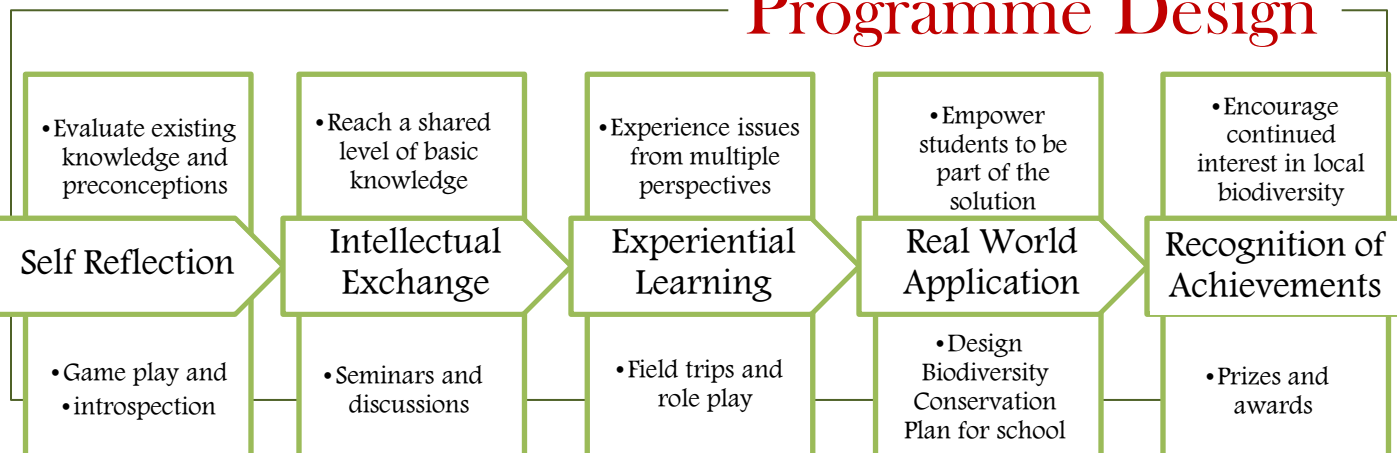 Programme Design
•Evaluate existing
knowledge and
preconceptions
Self Reflection
•Game play and
•introspection
•Reach a shared
level of basic
knowledge
Intellectual
Exchange
•Seminars and
discussions
•Experience issues
from multiple
perspectives
Experiential
Learning
•Field trips and
role play
•Empower
students to be
part of the
solution
Real World
Application
•Design
Biodiversity
Conservation
Plan for school
•Encourage
continued
interest in local
biodiversity
Recognition of
Achievements
•Prizes and
awards